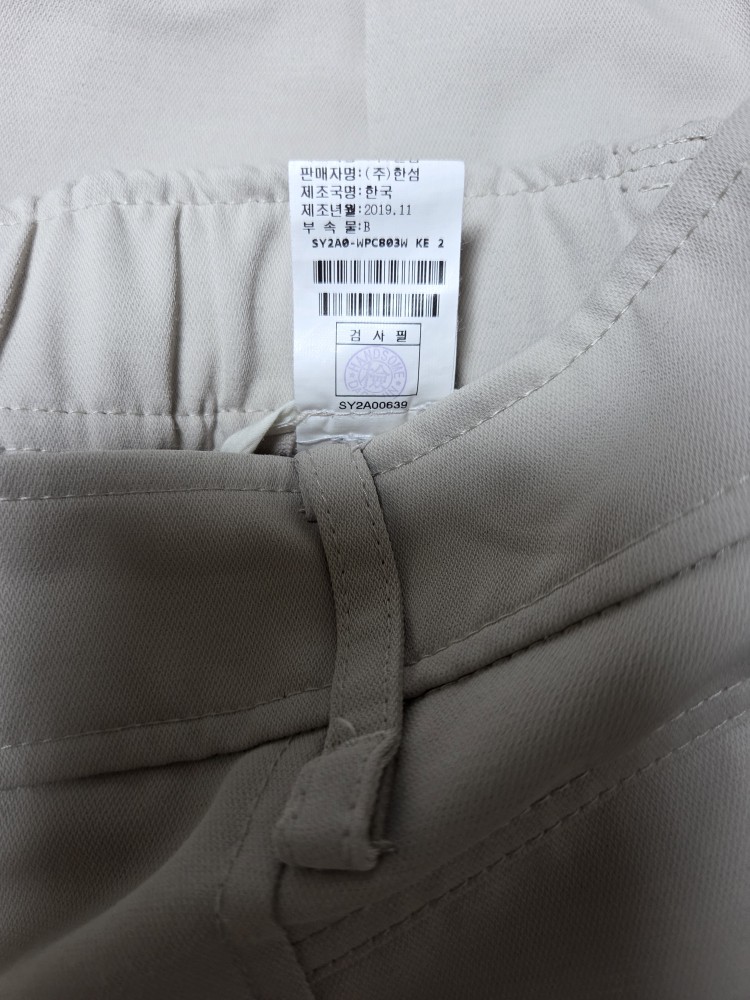 판매자명:(주)한섬
제조국명:한국
제조년월:2019.11
부 속 물:B
SY2A0-WPC803W KE 2
검 사 필
HANDSOME
SY2A00639